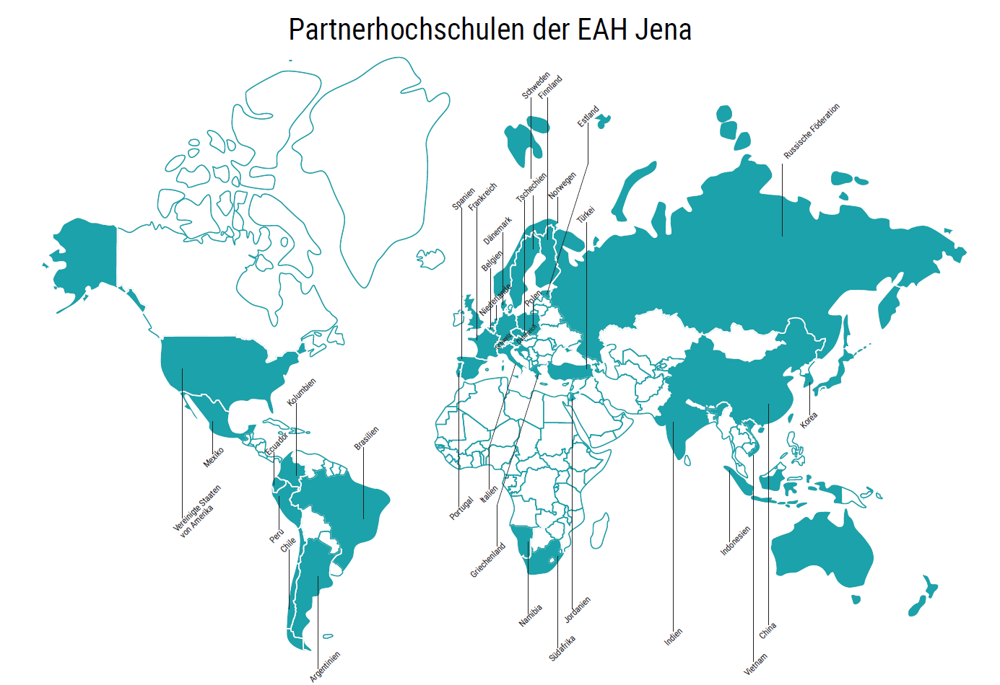 Partnerhochschulen der EAH Jena
Schweden
Finnland
Estland
Russische Föderation
Spanien
Frankreich
Tschechien
Norwegen
Türkei
Dänemark
Belgien
Niederlande
Polen
Schweiz
Österreich
Kolumbien
Ecuador
Brasilien
Mexiko
Vereinigte Staaten
von Amerika
Peru
Chile
Argentinien
Portugal
Italien
Griechenland
Namibia
Jordanien
Südafrika
Indien
Korea
Indonesien
China
Vietnam